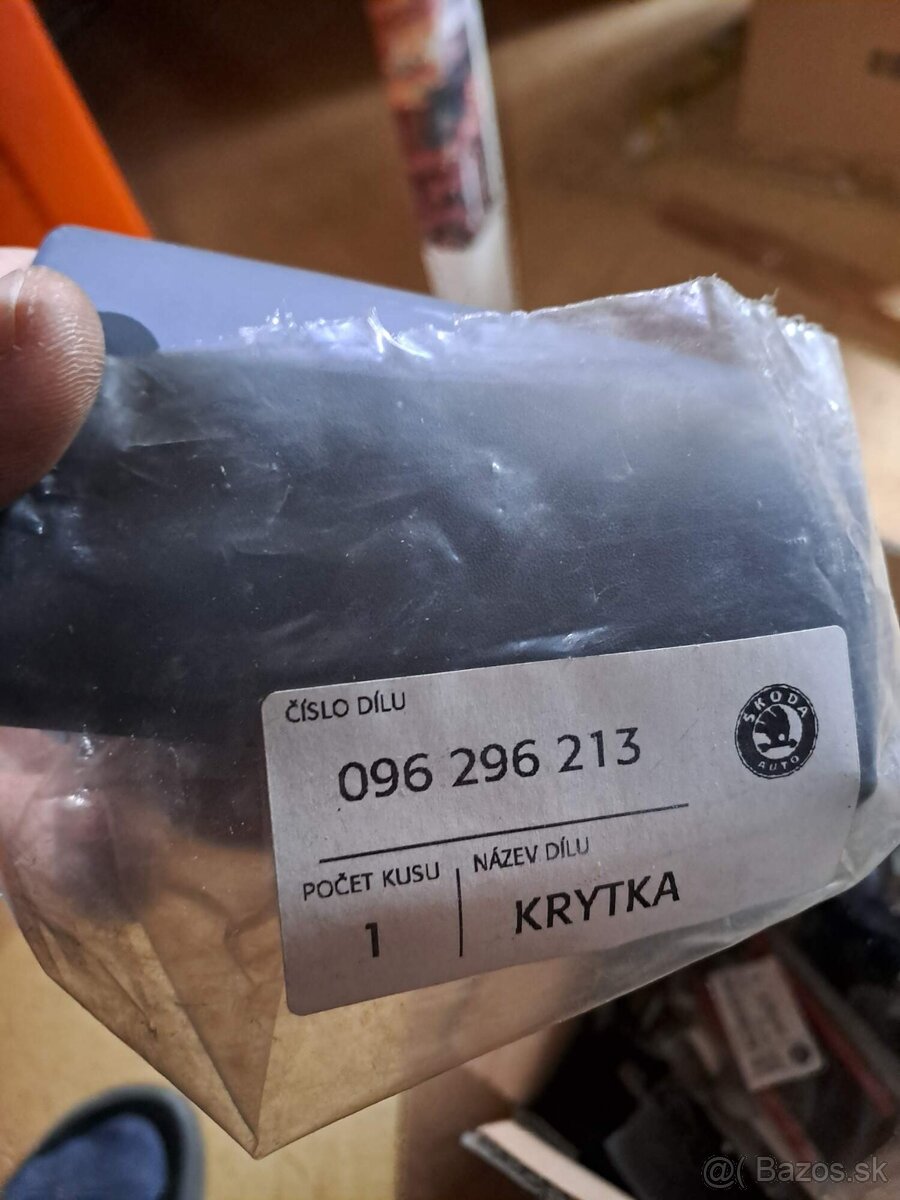 ČÍSLO DÍLU
096 296 213
ŠKODA
AUTO
POČET KUSU
1
NÁZEV DÍLU
KRYTKA
@( Bazos.sk